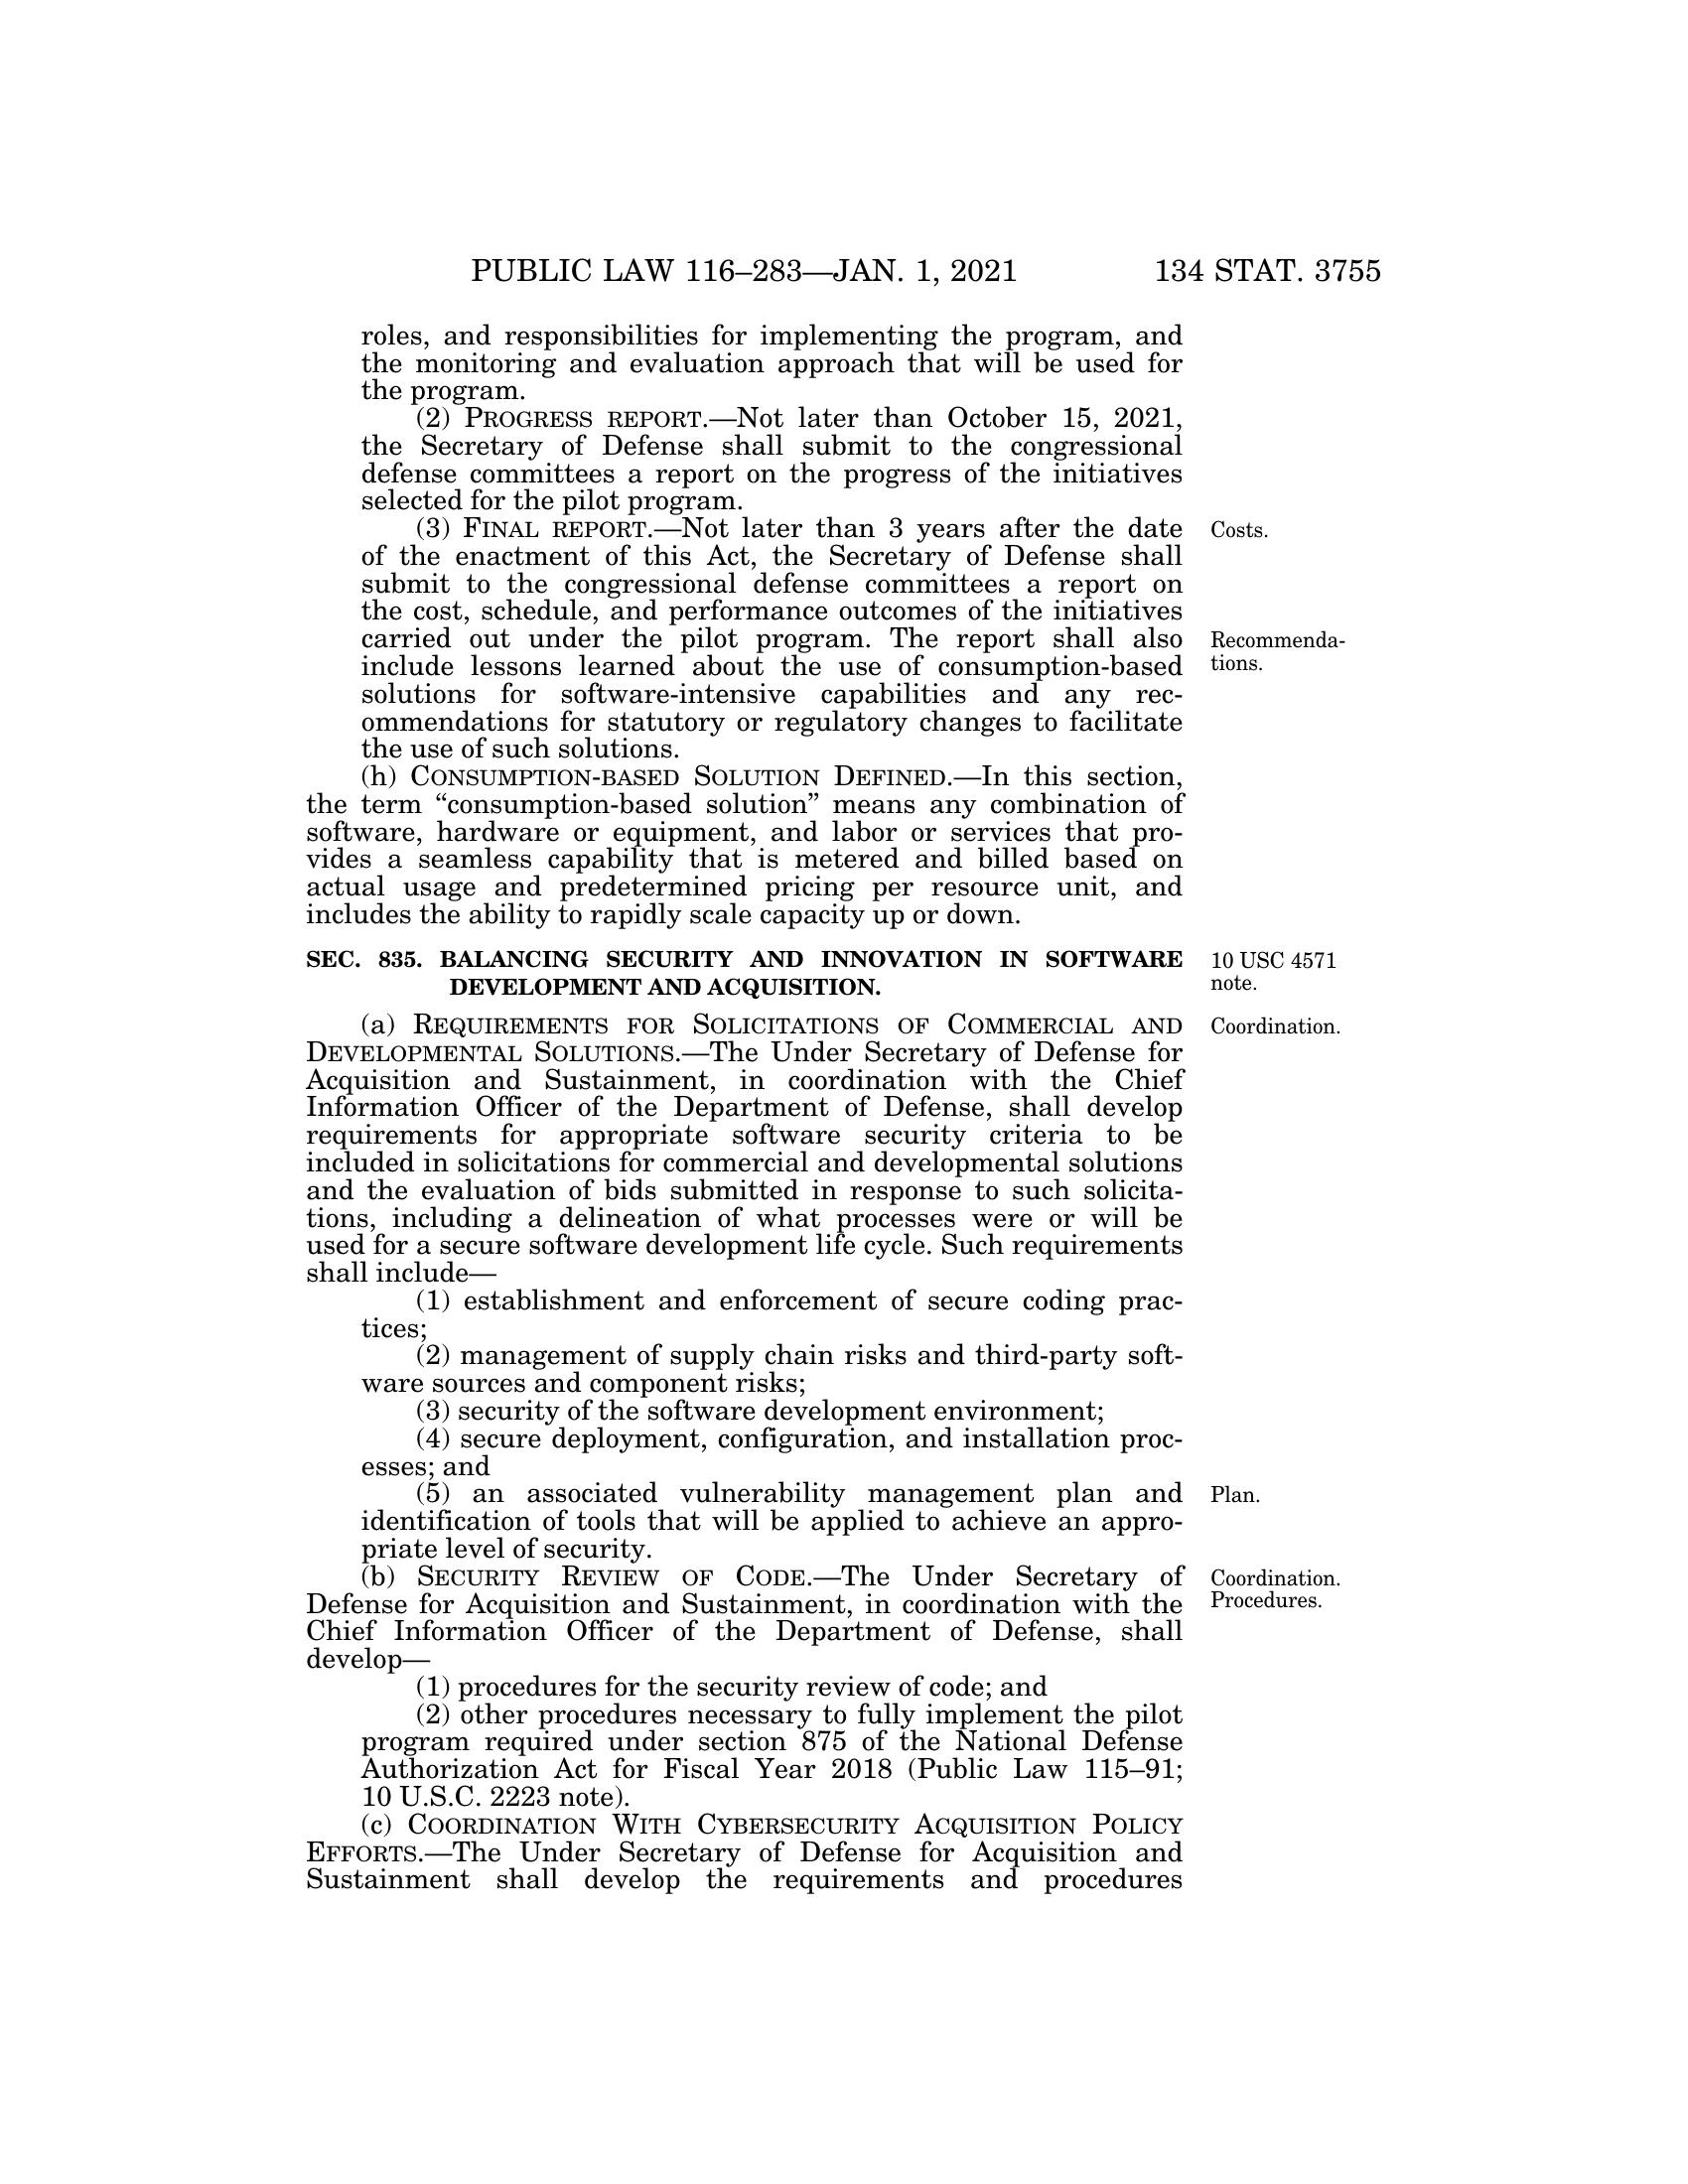 PUBLIC LAW 116–283—JAN. 1, 2021 134 STAT. 3755
roles, and responsibilities for implementing the program, and
the monitoring and evaluation approach that will be used for
the program.
(2) PROGRESS REPORT.—Not later than October 15, 2021,
the Secretary of Defense shall submit to the congressional
defense committees a report on the progress of the initiatives
selected for the pilot program.
(3) FINAL REPORT.—Not later than 3 years after the date
of the enactment of this Act, the Secretary of Defense shall
submit to the congressional defense committees a report on
the cost, schedule, and performance outcomes of the initiatives
carried out under the pilot program. The report shall also
include lessons learned about the use of consumption-based
solutions for software-intensive capabilities and any rec-
ommendations for statutory or regulatory changes to facilitate
the use of such solutions.
(h) CONSUMPTION-BASED SOLUTION DEFINED.—In this section,
the term “consumption-based solution” means any combination of
software, hardware or equipment, and labor or services that pro-
vides a seamless capability that is metered and billed based on
actual usage and predetermined pricing per resource unit, and
includes the ability to rapidly scale capacity up or down.
SEC. 835. BALANCING SECURITY AND INNOVATION IN SOFTWARE
DEVELOPMENT AND ACQUISITION.
(a) REQUIREMENTS FOR SOLICITATIONS OF COMMERCIAL AND
DEVELOPMENTAL SOLUTIONS.—The Under Secretary of Defense for
Acquisition and Sustainment, in coordination with the Chief
Information Officer of the Department of Defense, shall develop
requirements for appropriate software security criteria to be
included in solicitations for commercial and developmental solutions
and the evaluation of bids submitted in response to such solicita-
tions, including a delineation of what processes were or will be
used for a secure software development life cycle. Such requirements
shall include—
(1) establishment and enforcement of secure coding prac-
tices;
(2) management of supply chain risks and third-party soft-
ware sources and component risks;
(3) security of the software development environment;
(4) secure deployment, configuration, and installation proc-
esses; and
(5) an associated vulnerability management plan and
identification of tools that will be applied to achieve an appro-
priate level of security.
(b) SECURITY REVIEW OF CODE.—The Under Secretary of
Defense for Acquisition and Sustainment, in coordination with the
Chief Information Officer of the Department of Defense, shall
develop—
(1) procedures for the security review of code; and
(2) other procedures necessary to fully implement the pilot
program required under section 875 of the National Defense
Authorization Act for Fiscal Year 2018 (Public Law 115–91;
10 U.S.C. 2223 note).
(c) COORDINATION WITH CYBERSECURITY ACQUISITION POLICY
EFFORTS.—The Under Secretary of Defense for Acquisition and
Sustainment shall develop the requirements and procedures
Costs.
Recommenda-
tions.
10 USC 4571
note.
Coordination.
Plan.
Coordination.
Procedures.